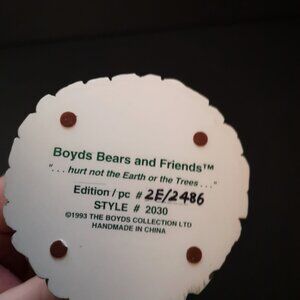 Boyds Bears and Friends™
"... hurt not the Earth or the Trees ..."
Edition / pc # 2E/2486
STYLE # 2030
©1993 THE BOYDS COLLECTION LTD
HANDMADE IN CHINA